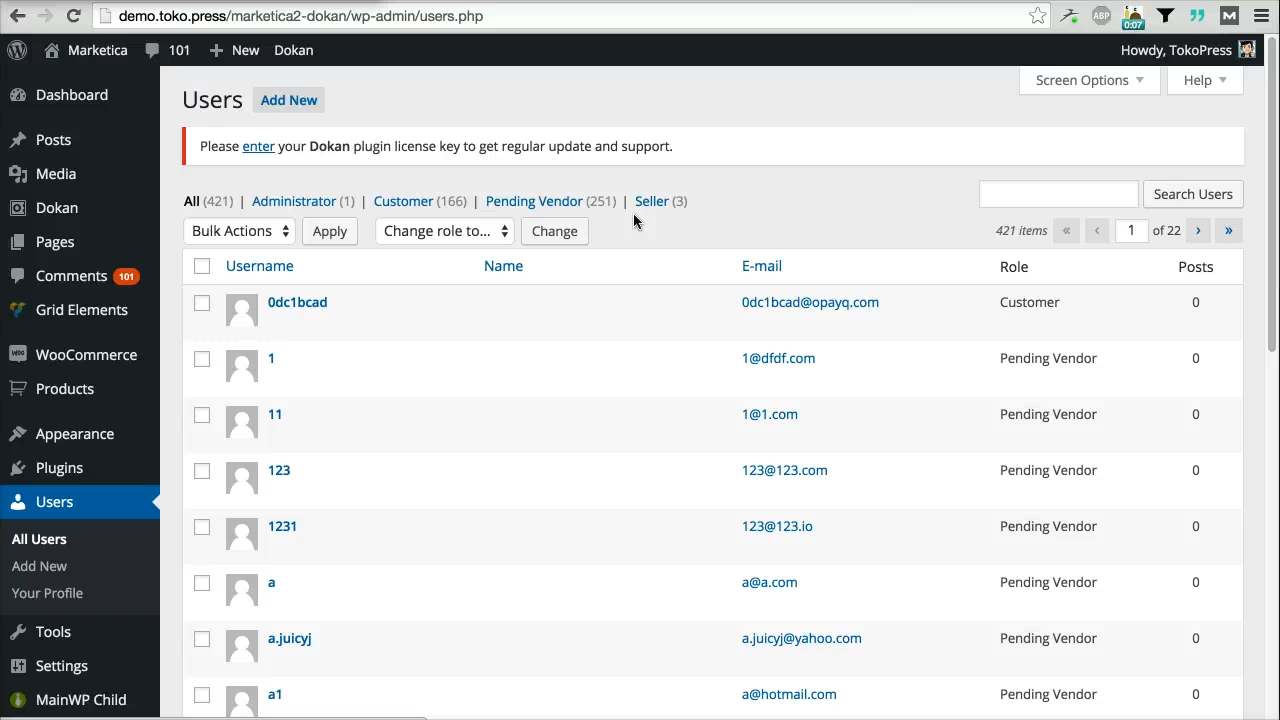 demo.toko.press/marketica2-dokan/wp-admin/users.php
ABP
0:07
M
Marketica 101 New Dokan
Howdy, TokoPress
Dashboard
Posts
Media
Dokan
Pages
Comments 101
Grid Elements
WOO
WooCommerce
Products
Appearance
Plugins
Users
All Users
Add New
Your Profile
Tools
Settings
MainWP Child
Screen Options Help
Users Add New
Please enter your Dokan plugin license key to get regular update and support.
All (421) | Administrator (1) | Customer (166) | Pending Vendor (251) | Seller (3)
Search Users
Bulk Actions Apply Change role to... Change
421 items « ‹ 1 of 22 › »
Username Name E-mail Role Posts
0dc1bcad 0dc1bcad@opayq.com Customer 0
1 1@dfdf.com Pending Vendor 0
11 1@1.com Pending Vendor 0
123 123@123.com Pending Vendor 0
1231 123@123.io Pending Vendor 0
a a@a.com Pending Vendor 0
a.juicyj a.juicyj@yahoo.com Pending Vendor 0
a1 a@hotmail.com Pending Vendor 0